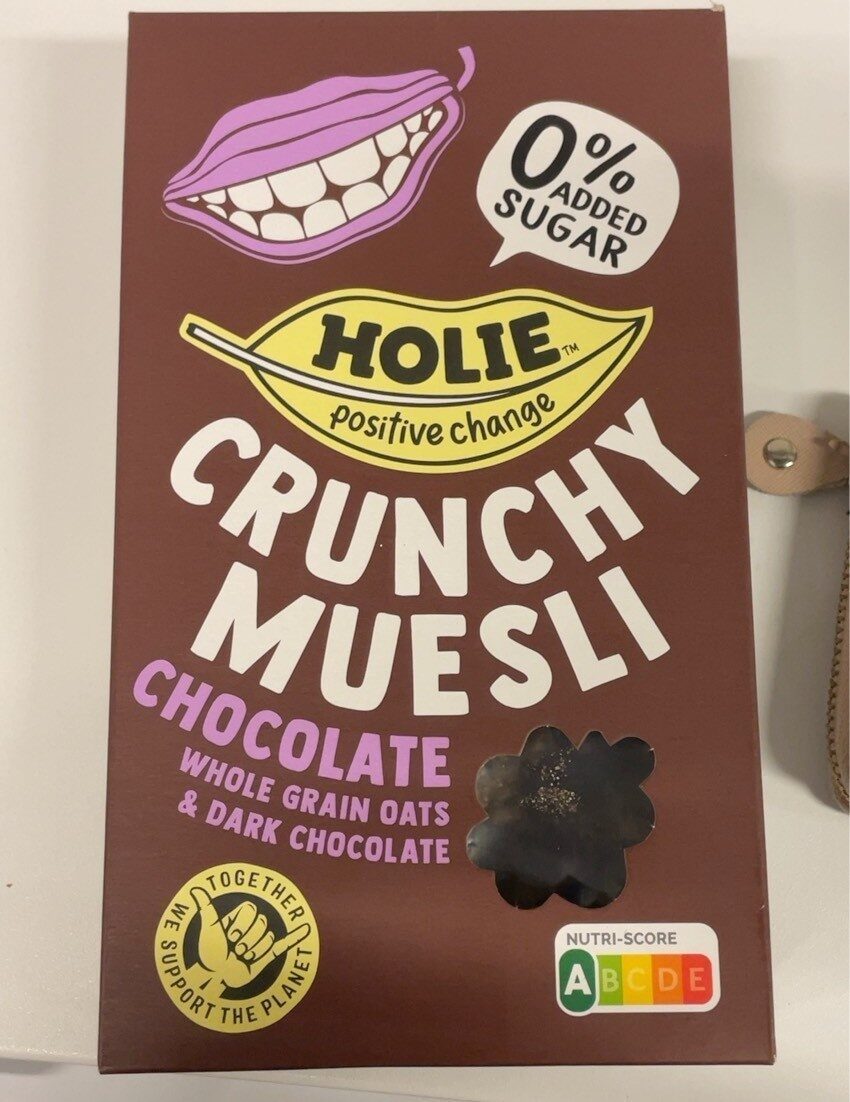 0%
ADDED
SUGAR
HOLIE™
positive change
CRUNCHY
MUESLI
CHOCOLATE
WHOLE GRAIN OATS
& DARK CHOCOLATE
TOGETHER
WE SUPPORT THE PLANET
NUTRI-SCORE
A B C D E